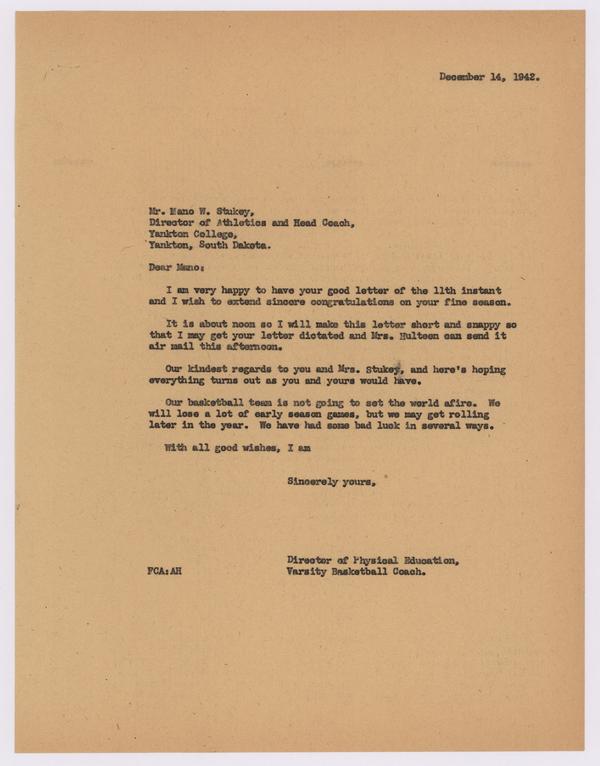 December 14, 1942.
Mr. Mano W. Stukey,
Director of Athletics and Head Coach,
Yankton College,
Yankton, South Dakota.
Dear Mano:
I am very happy to have your good letter of the 11th instant
and I wish to extend sincere congratulations on your fine season.
It is about noon so I will make this letter short and snappy so
that I may get your letter dictated and Mrs. Hulteen can send it
air mail this afternoon.
Our kindest regards to you and Mrs. Stukey, and here's hoping
everything turns out as you and yours would have.
Our basketball team is not going to set the world afire. We
will lose a lot of early season games, but we may get rolling
later in the year. We have had some bad luck in several ways.
With all good wishes, I am
Sincerely yours,
Director of Physical Education,
FCA:AH Varsity Basketball Coach.